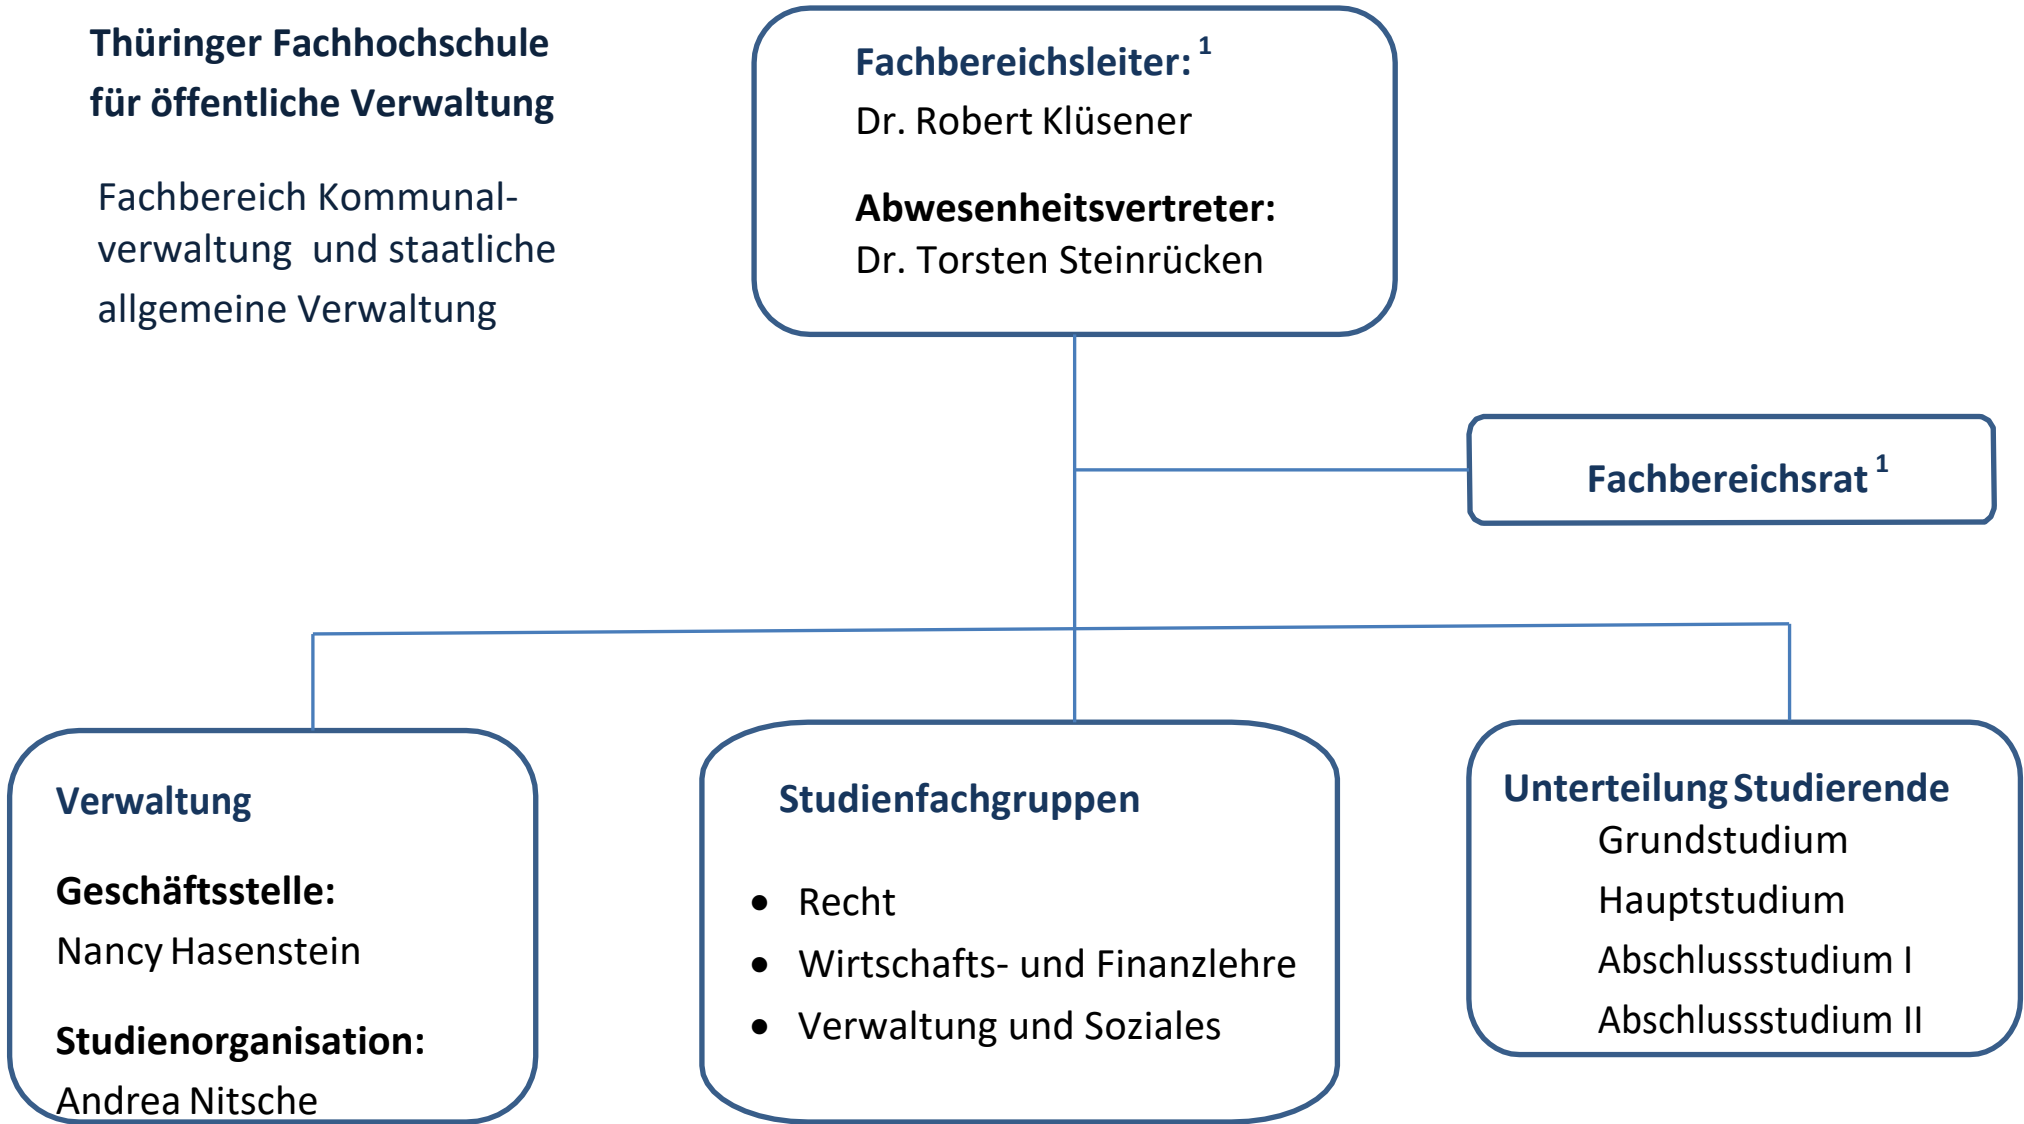 Thüringer Fachhochschule
für öffentliche Verwaltung
Fachbereich Kommunal-
verwaltung und staatliche
allgemeine Verwaltung
Fachbereichsleiter: 1
Dr. Robert Klüsener
Abwesenheitsvertreter:
Dr. Torsten Steinrücken
Fachbereichsrat 1
Verwaltung
Geschäftsstelle:
Nancy Hasenstein
Studienorganisation:
Andrea Nitsche
Studienfachgruppen
• Recht
• Wirtschafts- und Finanzlehre
• Verwaltung und Soziales
Unterteilung Studierende
Grundstudium
Hauptstudium
Abschlussstudium I
Abschlussstudium II